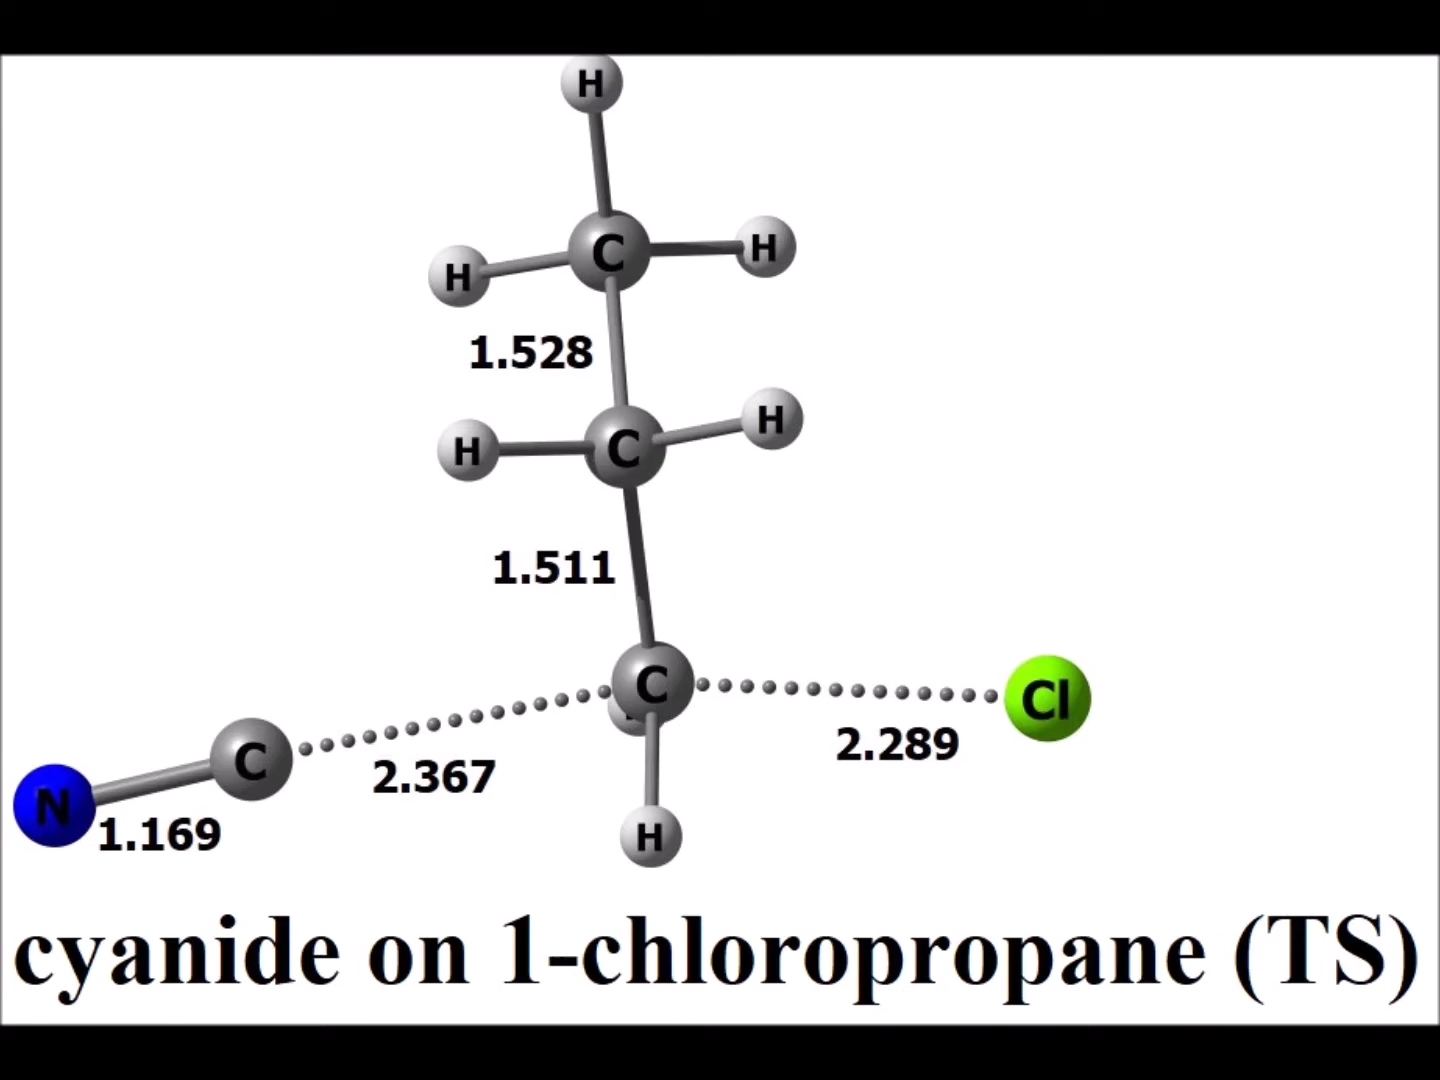 H
C
H
H
1.528
H
C
H
1.511
C
Cl
C
2.367
2.289
N
1.169
H
cyanide on 1-chloropropane (TS)